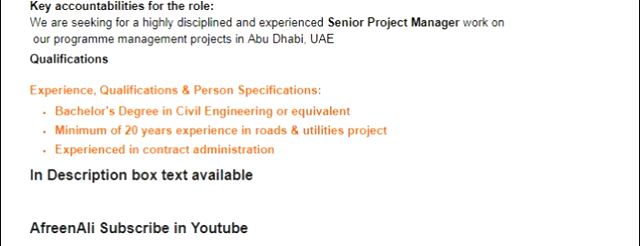 Key accountabilities for the role:
We are seeking for a highly disciplined and experienced Senior Project Manager work on
our programme management projects in Abu Dhabi, UAE
Qualifications
Experience, Qualifications & Person Specifications:
• Bachelor's Degree in Civil Engineering or equivalent
• Minimum of 20 years experience in roads & utilities project
• Experienced in contract administration
In Description box text available
AfreenAli Subscribe in Youtube